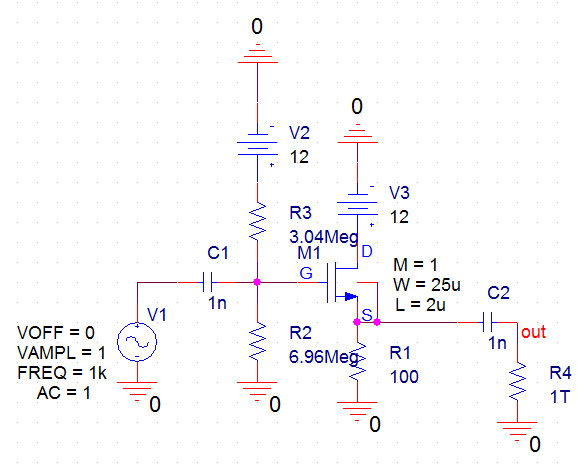 0
0
-
V2
12
+
-
V3
12
+
R3
3.04Meg
C1
1n
M1
G
D
S
M = 1
W = 25u
L = 2u
C2
1n
out
V1
VOFF = 0
VAMPL = 1
FREQ = 1k
AC = 1
0
R2
6.96Meg
0
R1
100
0
R4
1T
0